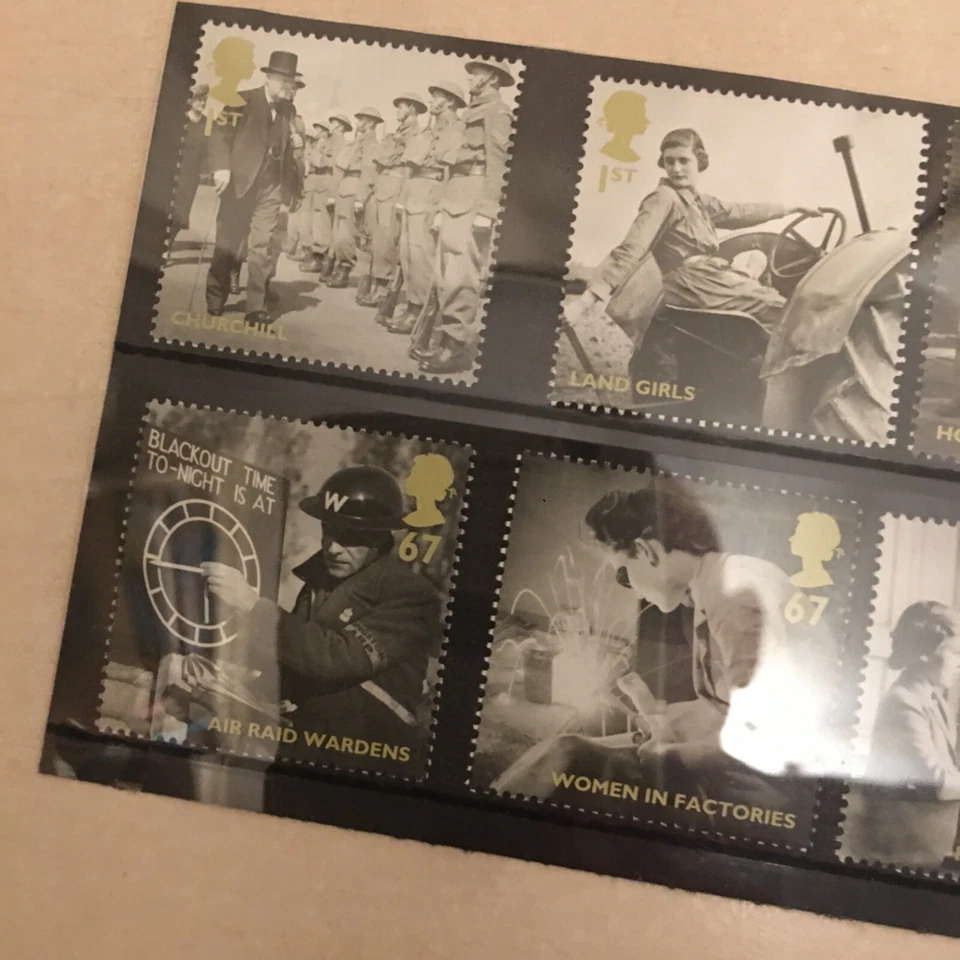 1ST
CHURCHILL
1ST
LAND GIRLS
HO
BLACKOUT TIME
TO-NIGHT IS AT
W
67
AIR RAID WARDENS
67
WOMEN IN FACTORIES